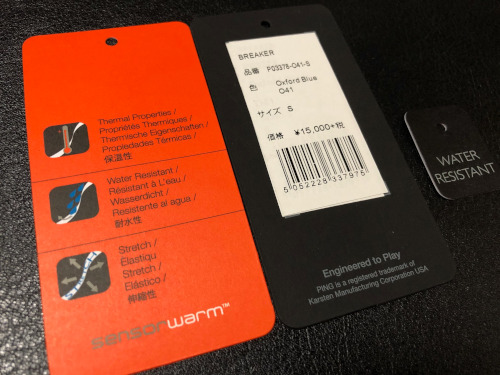 Thermal Properties /
Propriétés Thermiques /
Thermische Eigenschaften /
Propiedades Térmicas /
保温性
Water Resistant /
Résistant à L'eau /
Wasserdicht /
Resistente al agua /
耐水性
Stretch /
Élastiqu /
Stretch /
Elástico /
伸縮性
sensorwarm™
BREAKER
品番 P03378-O41-S
色 Oxford Blue
O41
サイズ S
価格 ¥15,000+税
5 052228 337975
Engineered to Play
PING is a registered trademark of
Karsten Manufacturing Corporation USA
WATER
RESISTANT